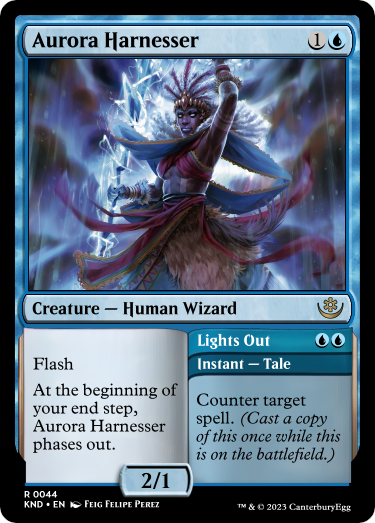 Aurora Harnesser 1
Creature — Human Wizard
Flash
At the beginning of
your end step,
Aurora Harnesser
phases out.
Lights Out
Instant — Tale
Counter target
spell. (Cast a copy
of this once while this
is on the battlefield.)
2/1
R 0044
KND • EN Feig Felipe Perez
™ & © 2023 CanterburyEgg